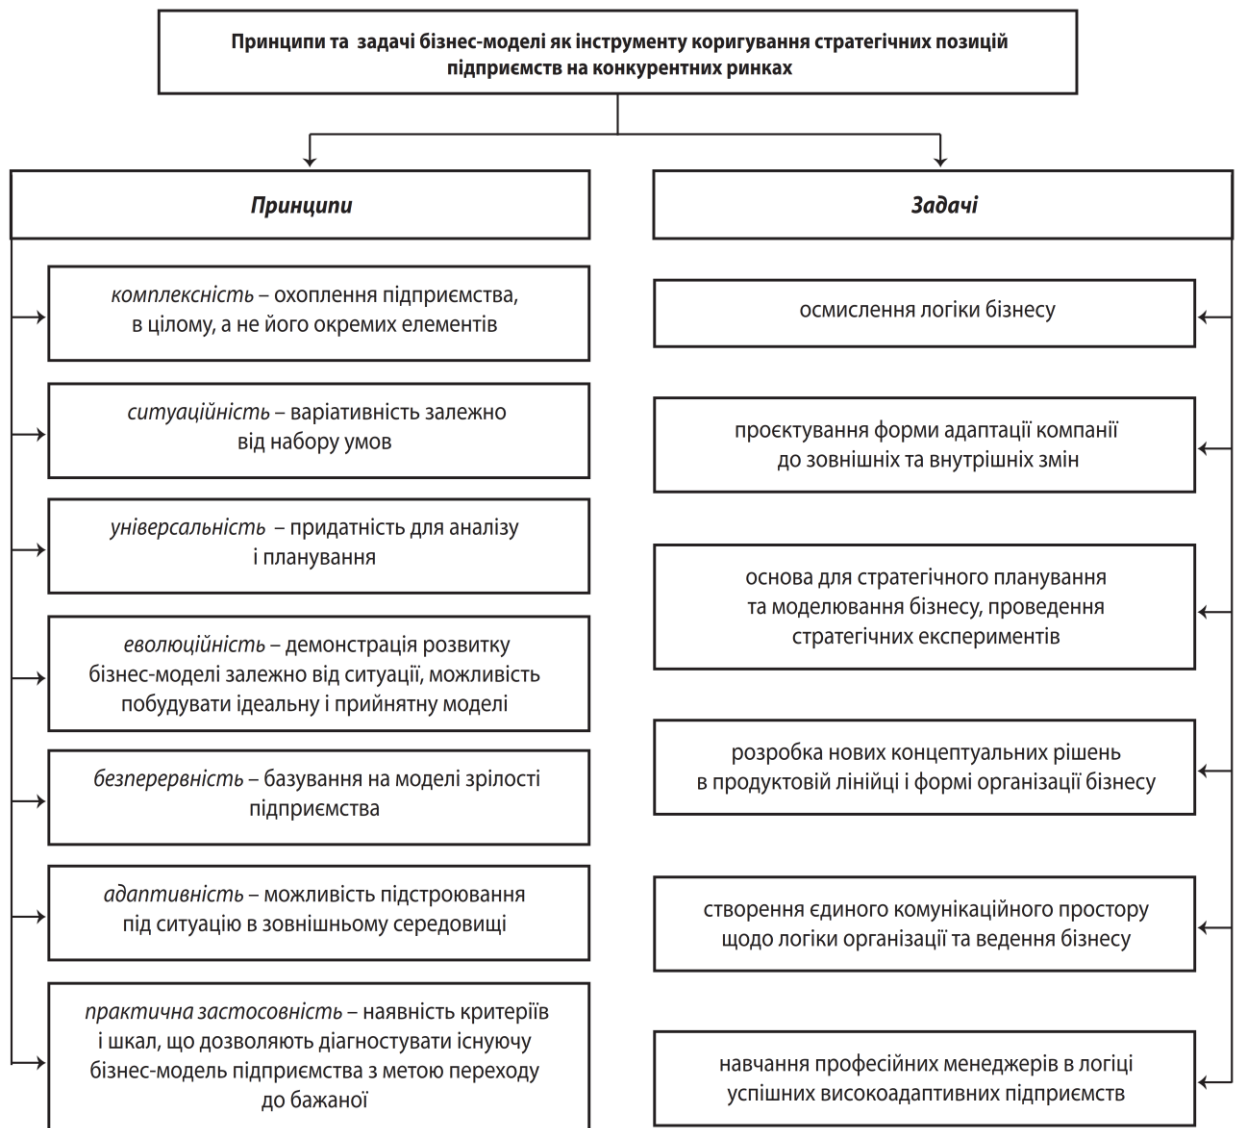 Принципи та задачі бізнес-моделі як інструменту коригування стратегічних позицій
підприємств на конкурентних ринках
Принципи
комплексність – охоплення підприємства,
в цілому, а не його окремих елементів
ситуаційність – варіативність залежно
від набору умов
універсальність – придатність для аналізу
і планування
еволюційність – демонстрація розвитку
бізнес-моделі залежно від ситуації, можливість
побудувати ідеальну і прийнятну моделі
безперервність – базування на моделі зрілості
підприємства
адаптивність – можливість підстроювання
під ситуацію в зовнішньому середовищі
практична застосовність – наявність критеріїв
і шкал, що дозволяють діагностувати існуючу
бізнес-модель підприємства з метою переходу
до бажаної
Задачі
осмислення логіки бізнесу
проєктування форми адаптації компанії
до зовнішніх та внутрішніх змін
основа для стратегічного планування
та моделювання бізнесу, проведення
стратегічних експериментів
розробка нових концептуальних рішень
в продуктовій лінійці і формі організації бізнесу
створення єдиного комунікаційного простору
щодо логіки організації та ведення бізнесу
навчання професійних менеджерів в логіці
успішних високоадаптивних підприємств